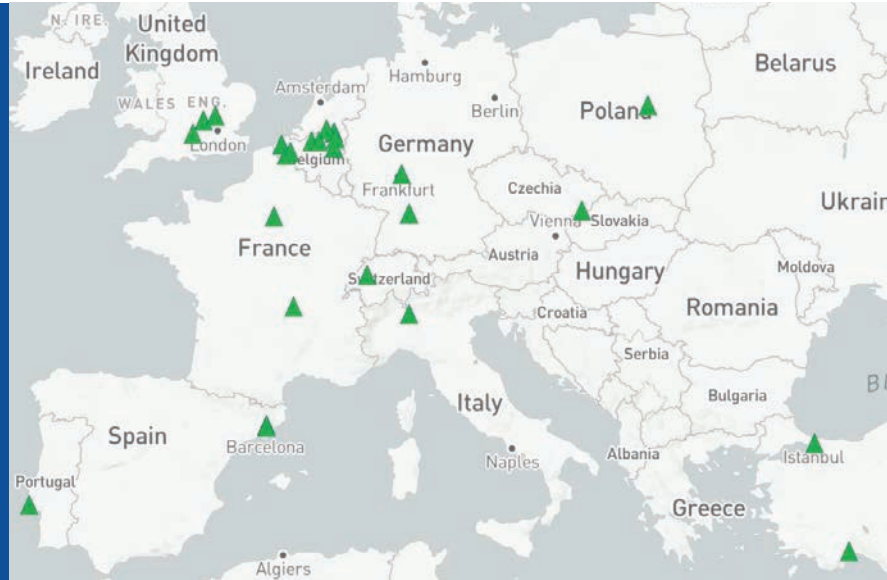 N. IRE.
United
Kingdom
Ireland
WALES
ENG.
London
Amsterdam
Hamburg
Berlin
Belarus
Poland
Germany
elgium
Frankfurt
Czechia
Ukrain
Vienna
Slovakia
France
Austria
Switzerland
Hungary
Moldova
Romania
Croatia
Serbia
Bulgaria
B
Italy
Spain
Barcelona
Naples
Albania
Istanbul
Portugal
Greece
Algiers